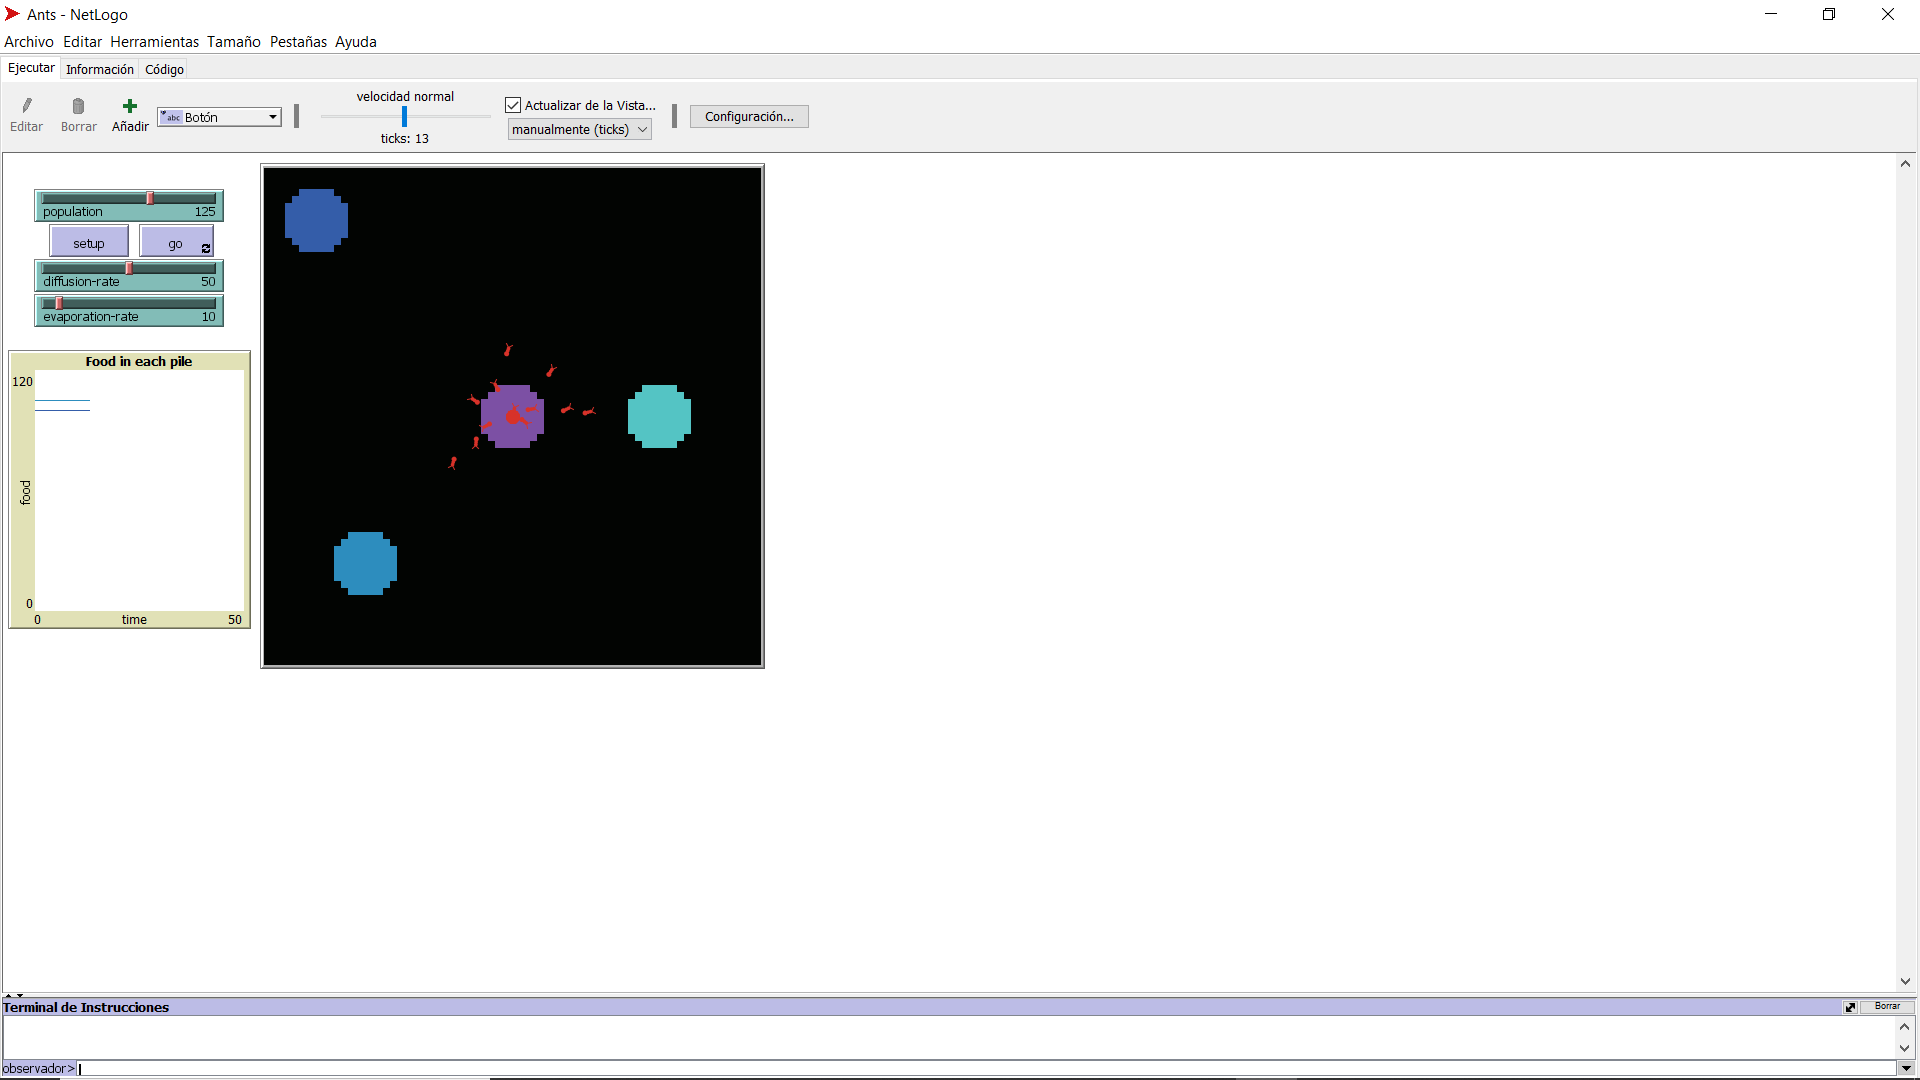 Ants - NetLogo
Archivo Editar Herramientas Tamaño Pestañas Ayuda
Ejecutar Información Código
Editar Borrar Añadir abc Botón
velocidad normal
ticks: 13
Actualizar de la Vista...
manualmente (ticks)
Configuración...
population 125
setup go
diffusion-rate 50
evaporation-rate 10
Food in each pile
120
food
0
0 time 50
Terminal de Instrucciones Borrar
observador>